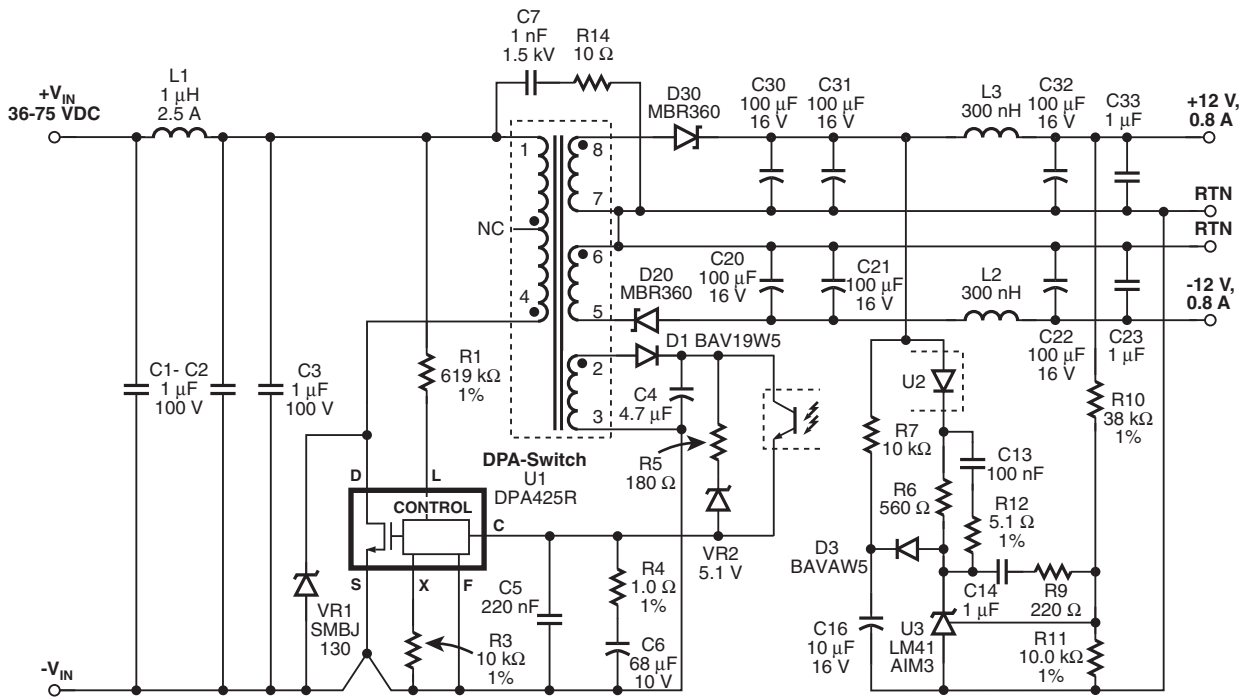 C7
1 nF
1.5 kV
R14
10 Ω
+VIN
36-75 VDC
L1
1 µH
2.5 A
D30
MBR360
C30
100 µF
16 V
C31
100 µF
16 V
L3
300 nH
C32
100 µF
16 V
C33
1 µF
+12 V,
0.8 A
1
8
7
RTN
RTN
NC
4
6
5
D20
MBR360
C20
100 µF
16 V
C21
100 µF
16 V
L2
300 nH
-12 V,
0.8 A
C22
100 µF
16 V
C23
1 µF
D1 BAV19W5
2
3
C1- C2
1 µF
100 V
C3
1 µF
100 V
R1
619 kΩ
1%
C4
4.7 µF
U2
R10
38 kΩ
1%
R7
10 kΩ
C13
100 nF
DPA-Switch
U1
DPA425R
R5
180 Ω
R6
560 Ω
R12
5.1 Ω
1%
D
L
CONTROL
C
S
X
F
VR2
5.1 V
D3
BAVAW5
VR1
SMBJ
130
C5
220 nF
R4
1.0 Ω
1%
C14
1 µF
R9
220 Ω
R3
10 kΩ
1%
C6
68 µF
10 V
C16
10 µF
16 V
U3
LM41
AIM3
R11
10.0 kΩ
1%
-VIN